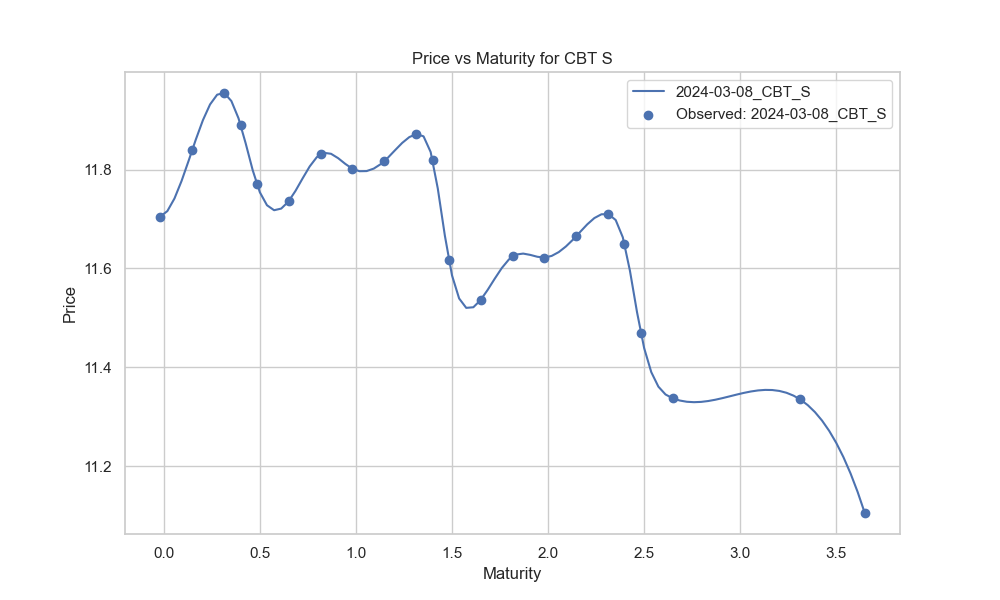 Price vs Maturity for CBT S
2024-03-08_CBT_S
Observed: 2024-03-08_CBT_S
11.8
11.6
11.4
11.2
Price
0.0 0.5 1.0 1.5 2.0 2.5 3.0 3.5
Maturity